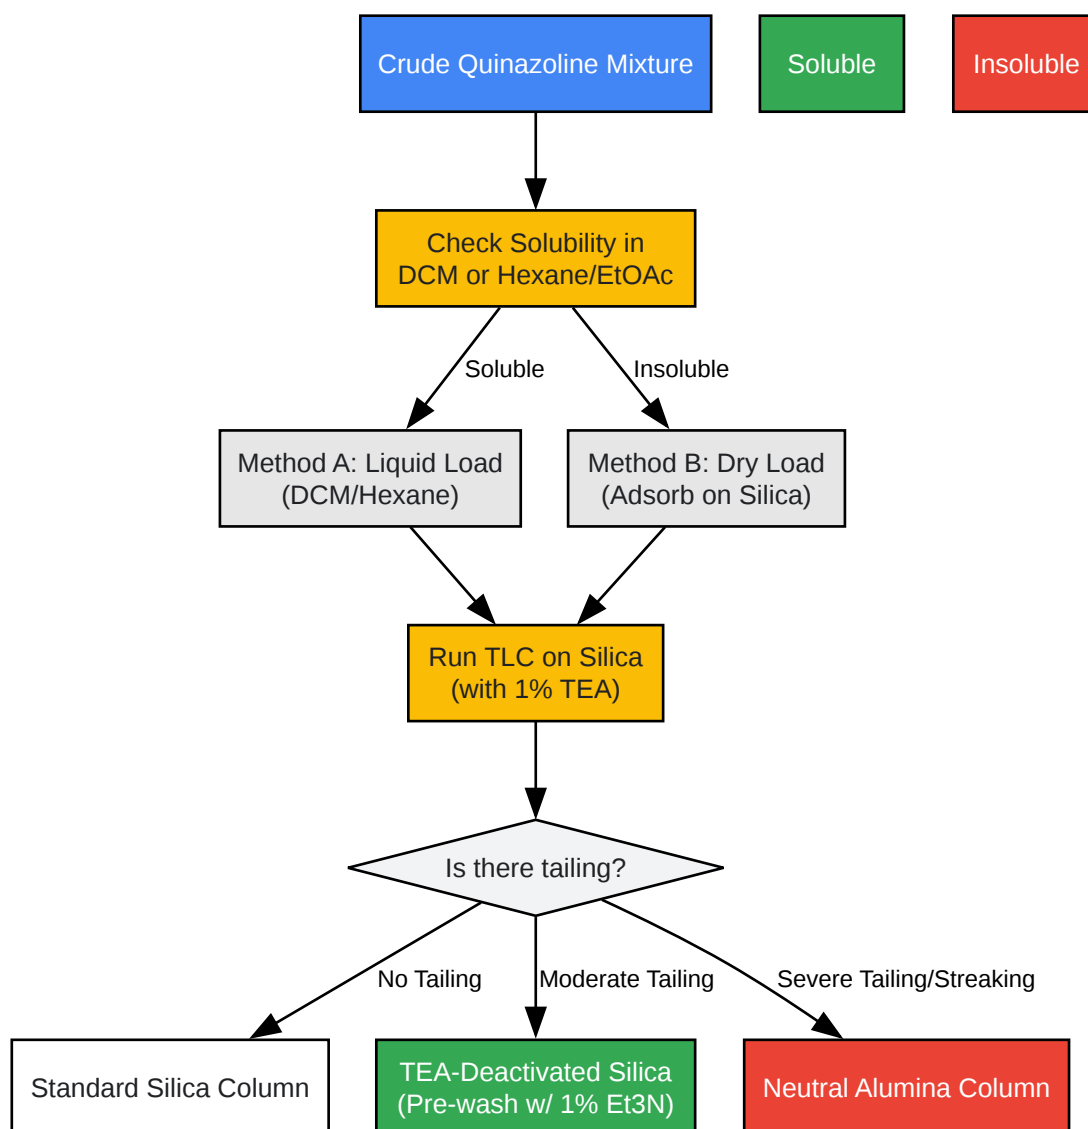 Crude Quinazoline Mixture
Soluble
Insoluble
Check Solubility in
DCM or Hexane/EtOAc
Soluble
Insoluble
Method A: Liquid Load
(DCM/Hexane)
Method B: Dry Load
(Adsorb on Silica)
Run TLC on Silica
(with 1% TEA)
Is there tailing?
No Tailing
Moderate Tailing
Severe Tailing/Streaking
Standard Silica Column
TEA-Deactivated Silica
(Pre-wash w/ 1% Et3N)
Neutral Alumina Column